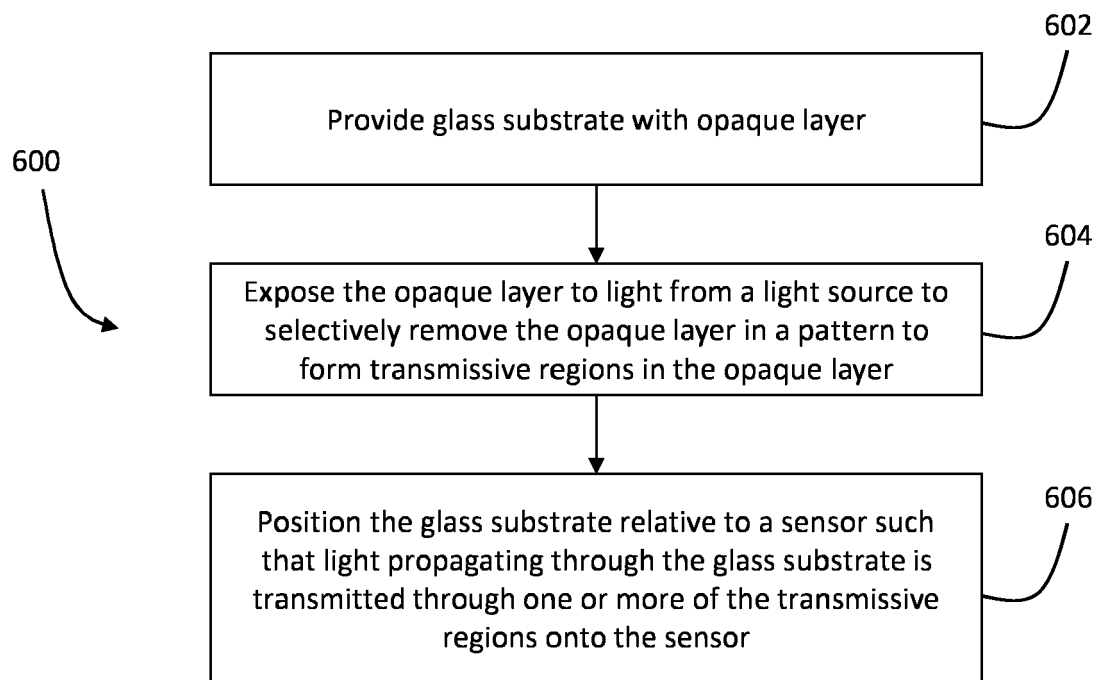 602
Provide glass substrate with opaque layer
600
604
Expose the opaque layer to light from a light source to
selectively remove the opaque layer in a pattern to
form transmissive regions in the opaque layer
606
Position the glass substrate relative to a sensor such
that light propagating through the glass substrate is
transmitted through one or more of the transmissive
regions onto the sensor